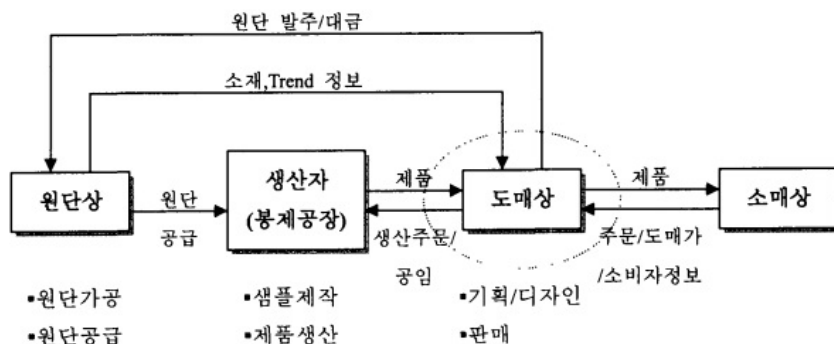 원단 발주/대금
소재,Trend 정보
원단상
원단
공급
생산자
(봉제공장)
제품
생산주문/
공임
도매상
제품
주문/도매가
/소비자정보
소매상
▪원단가공
▪원단공급
▪샘플제작
▪제품생산
▪기획/디자인
▪판매